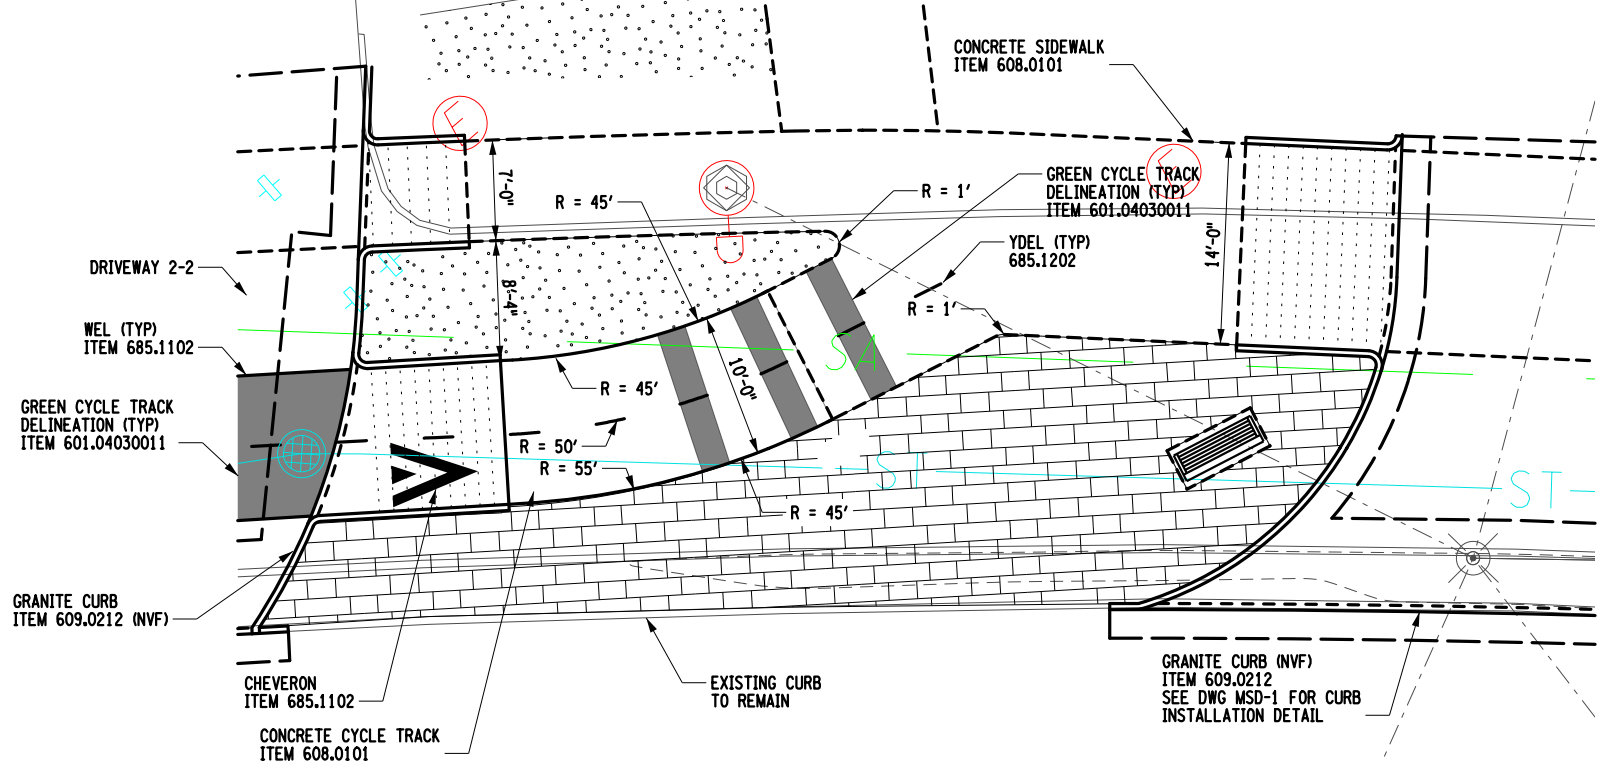 CONCRETE SIDEWALK
ITEM 608.0101
E
E
7'-0"
R = 45'
R = 1'
GREEN CYCLE TRACK
DELINEATION (TYP)
ITEM 601.04030011
YDEL (TYP)
685.1202
14'-0"
DRIVEWAY 2-2
8'-4"
R = 1'
WEL (TYP)
ITEM 685.1102
SA
10'-0"
R = 45'
GREEN CYCLE TRACK
DELINEATION (TYP)
ITEM 601.04030011
R = 50'
R = 55'
ST
ST
R = 45'
GRANITE CURB
ITEM 609.0212 (NVF)
CHEVERON
ITEM 685.1102
EXISTING CURB
TO REMAIN
GRANITE CURB (NVF)
ITEM 609.0212
SEE DWG MSD-1 FOR CURB
INSTALLATION DETAIL
CONCRETE CYCLE TRACK
ITEM 608.0101